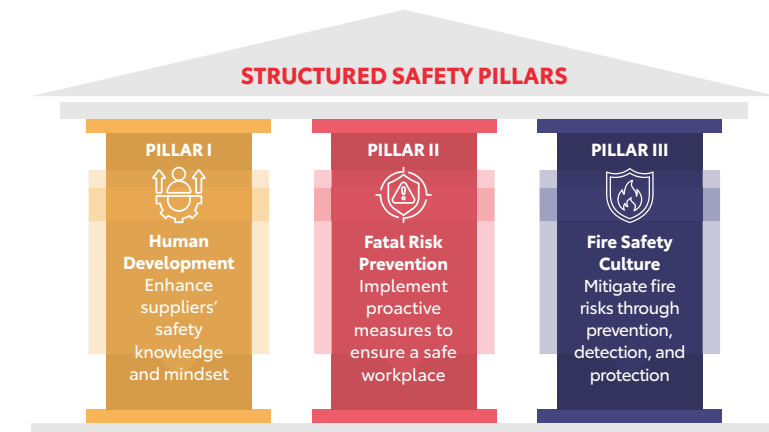 STRUCTURED SAFETY PILLARS
PILLAR I
Human
Development
Enhance
suppliers’
safety
knowledge
and mindset
PILLAR II
Fatal Risk
Prevention
Implement
proactive
measures to
ensure a safe
workplace
PILLAR III
Fire Safety
Culture
Mitigate fire
risks through
prevention,
detection, and
protection